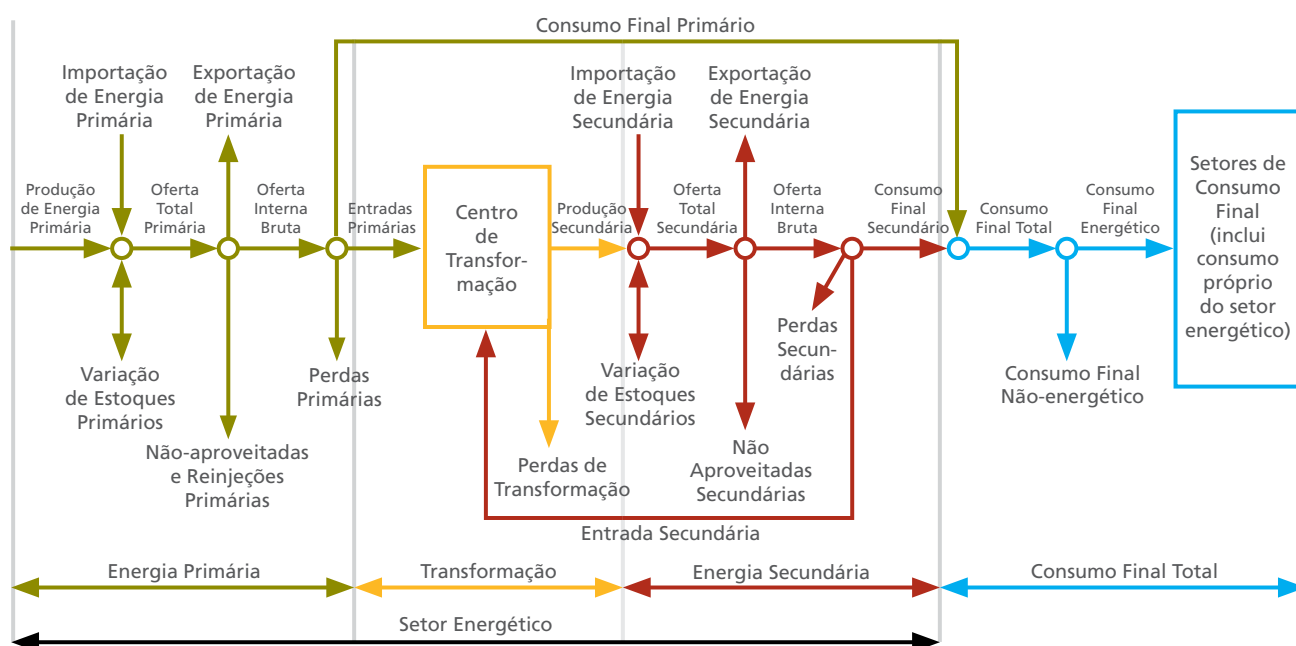 Consumo Final Primário
Importação
de Energia
Primária
Exportação
de Energia
Primária
Importação
de Energia
Secundária
Exportação
de Energia
Secundária
Produção
de Energia
Primária
Oferta
Total
Primária
Oferta
Interna
Bruta
Entradas
Primárias
Centro
de
Transfor-
mação
Produção
Secundária
Oferta
Total
Secundária
Oferta
Interna
Bruta
Consumo
Final
Secundário
Consumo
Final Total
Consumo
Final
Energético
Setores de
Consumo
Final
(inclui
consumo
próprio
do setor
energético)
Variação
de Estoques
Primários
Perdas
Primárias
Não-aproveitadas
e Reinjeções
Primárias
Perdas de
Transformação
Variação
de Estoques
Secundários
Perdas
Secun-
dárias
Não
Aproveitadas
Secundárias
Consumo Final
Não-energético
Entrada Secundária
Energia Primária
Transformação
Energia Secundária
Consumo Final Total
Setor Energético